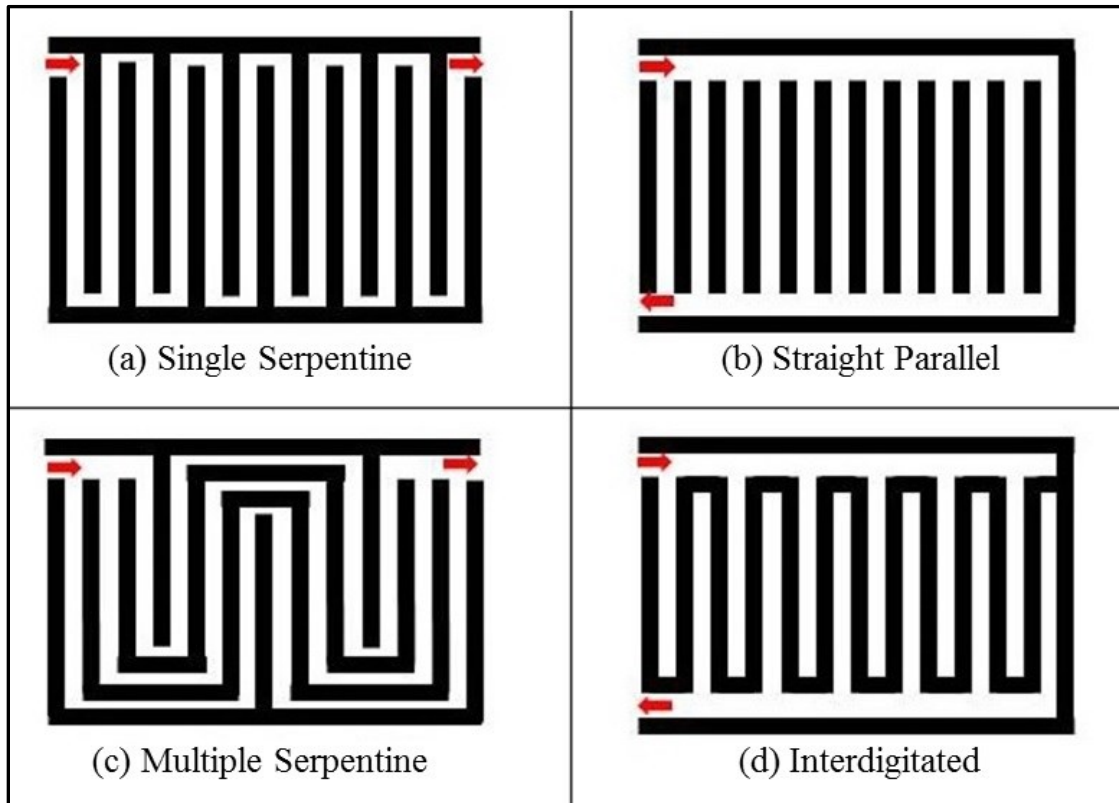 (a) Single Serpentine
(b) Straight Parallel
(c) Multiple Serpentine
(d) Interdigitated